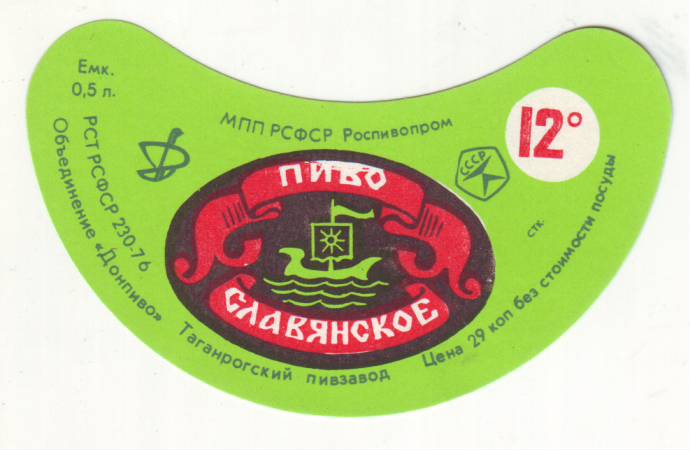 Емк.
0,5 л.
МПП РСФСР Роспивопром
12°
СССР
ПИВО
СЛАВЯНСКОЕ
стк.
РСТ РСФСР 230-76
Объединение «Донпиво» Таганрогский пивзавод Цена 29 коп без стоимости посуды